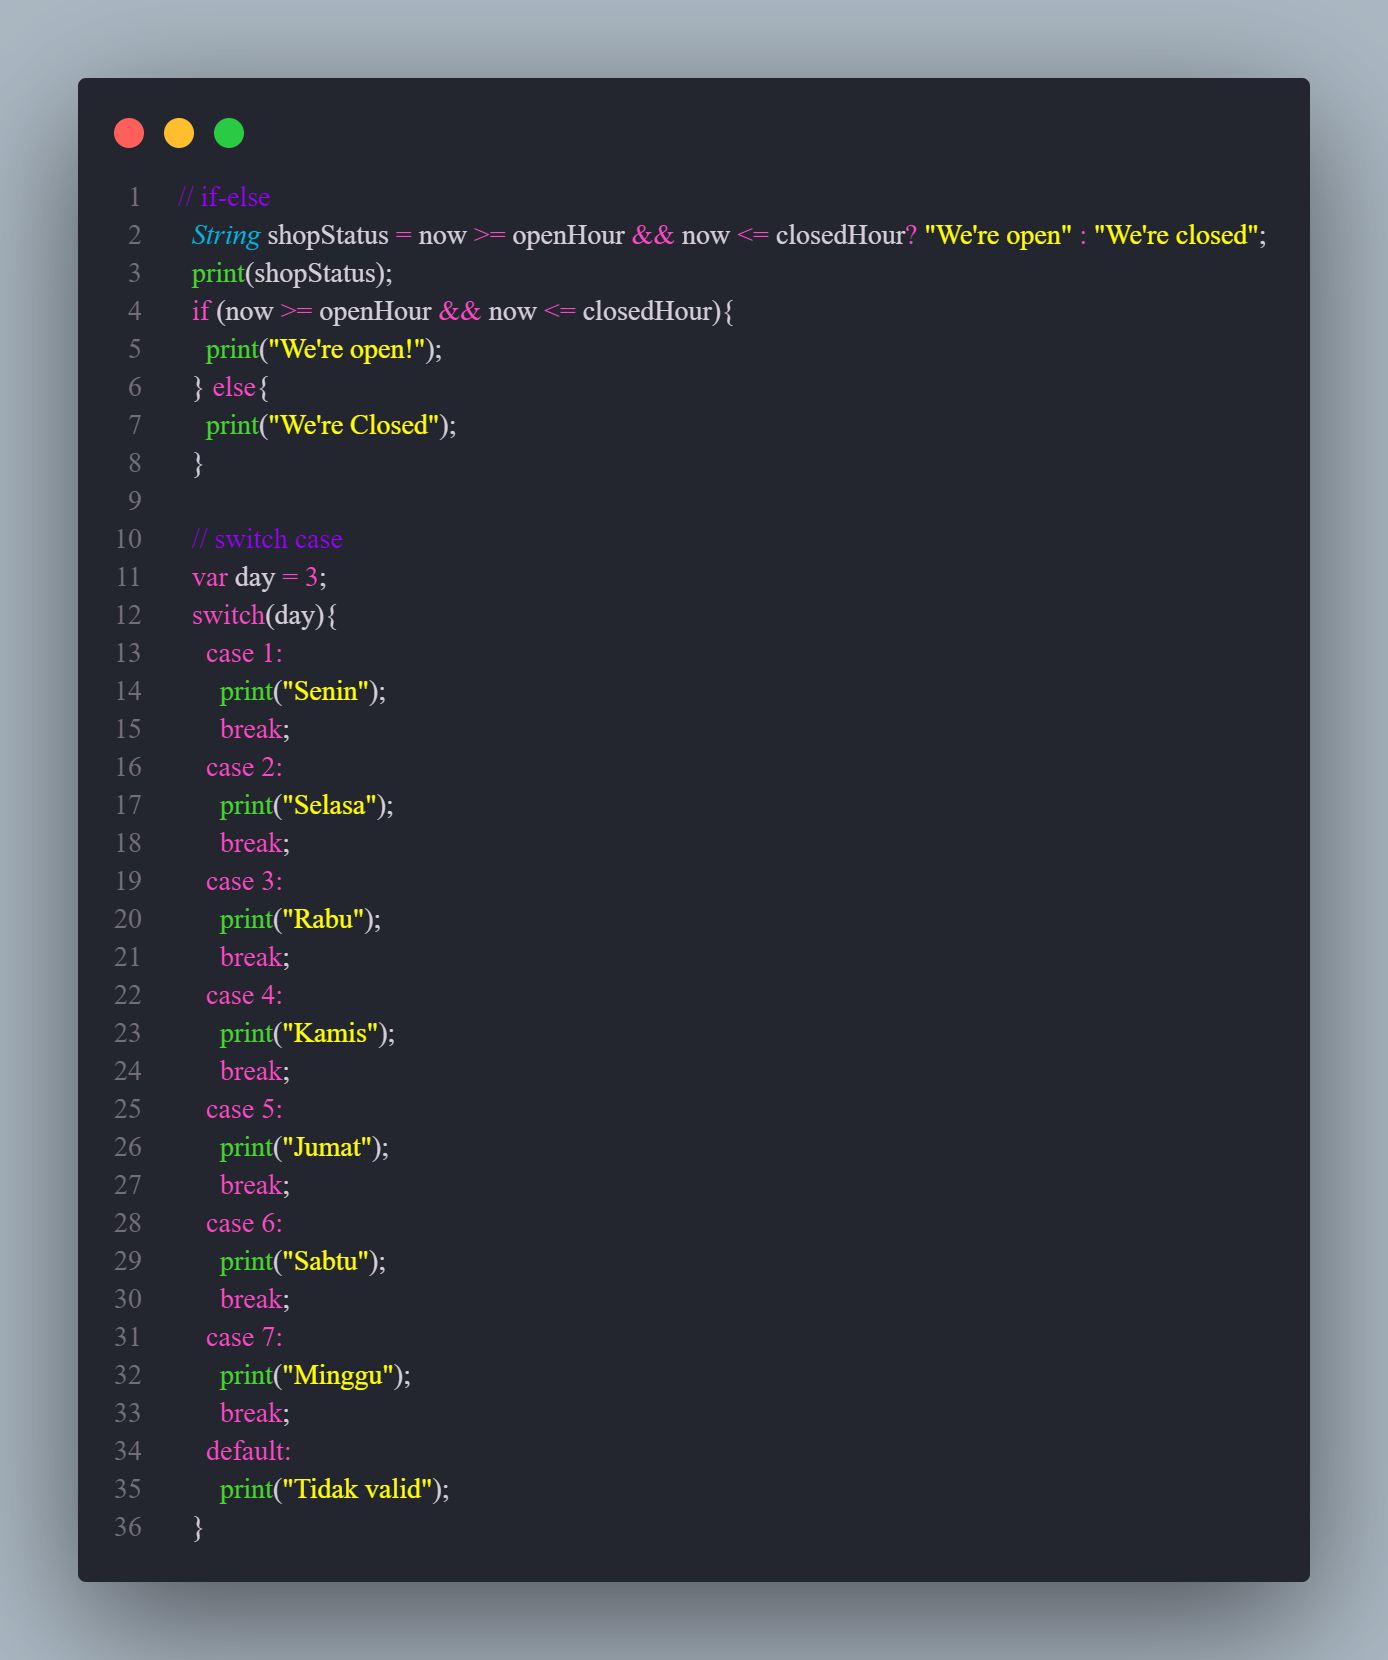 1 // if-else
2 String shopStatus = now >= openHour && now <= closedHour? "We're open" : "We're closed";
3 print(shopStatus);
4 if (now >= openHour && now <= closedHour){
5 print("We're open!");
6 } else{
7 print("We're Closed");
8 }
9
10 // switch case
11 var day = 3;
12 switch(day){
13 case 1:
14 print("Senin");
15 break;
16 case 2:
17 print("Selasa");
18 break;
19 case 3:
20 print("Rabu");
21 break;
22 case 4:
23 print("Kamis");
24 break;
25 case 5:
26 print("Jumat");
27 break;
28 case 6:
29 print("Sabtu");
30 break;
31 case 7:
32 print("Minggu");
33 break;
34 default:
35 print("Tidak valid");
36 }